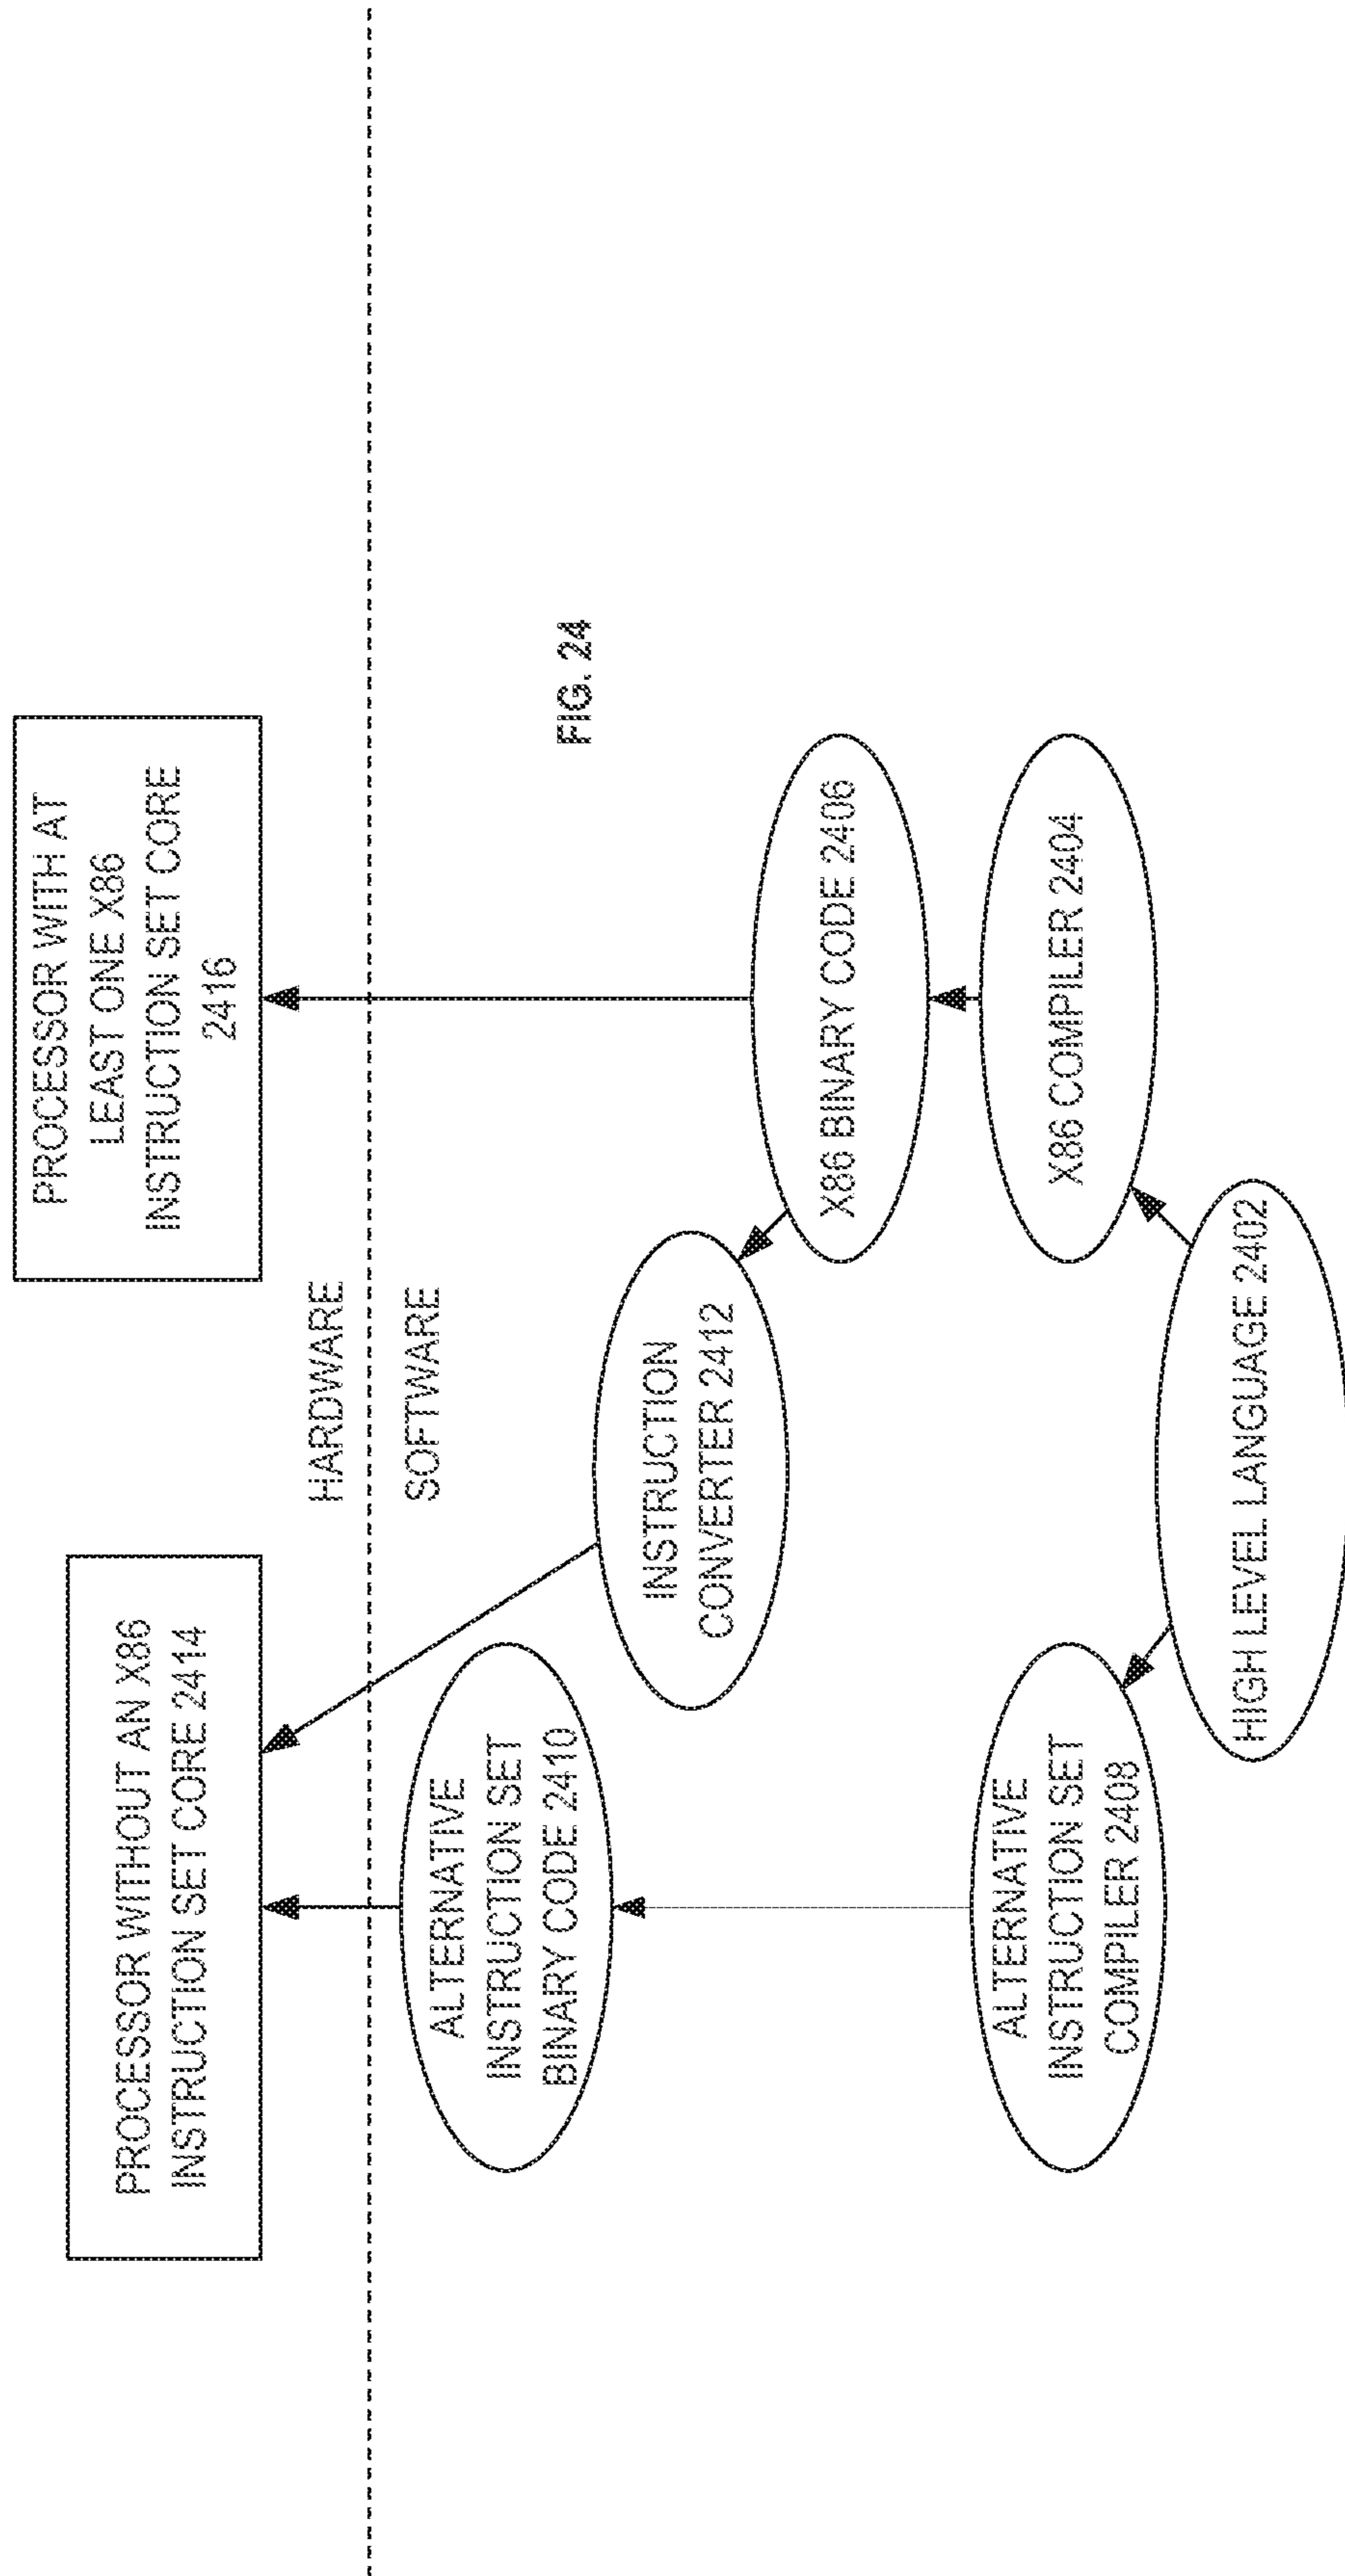 PROCESSOR WITHOUT AN X86
INSTRUCTION SET CORE 2414
PROCESSOR WITH AT
LEAST ONE X86
INSTRUCTION SET CORE
2416
HARDWARE
SOFTWARE
ALTERNATIVE
INSTRUCTION SET
BINARY CODE 2410
INSTRUCTION
CONVERTER 2412
FIG. 24
X86 BINARY CODE 2406
ALTERNATIVE
INSTRUCTION SET
COMPILER 2408
X86 COMPILER 2404
HIGH LEVEL LANGUAGE 2402